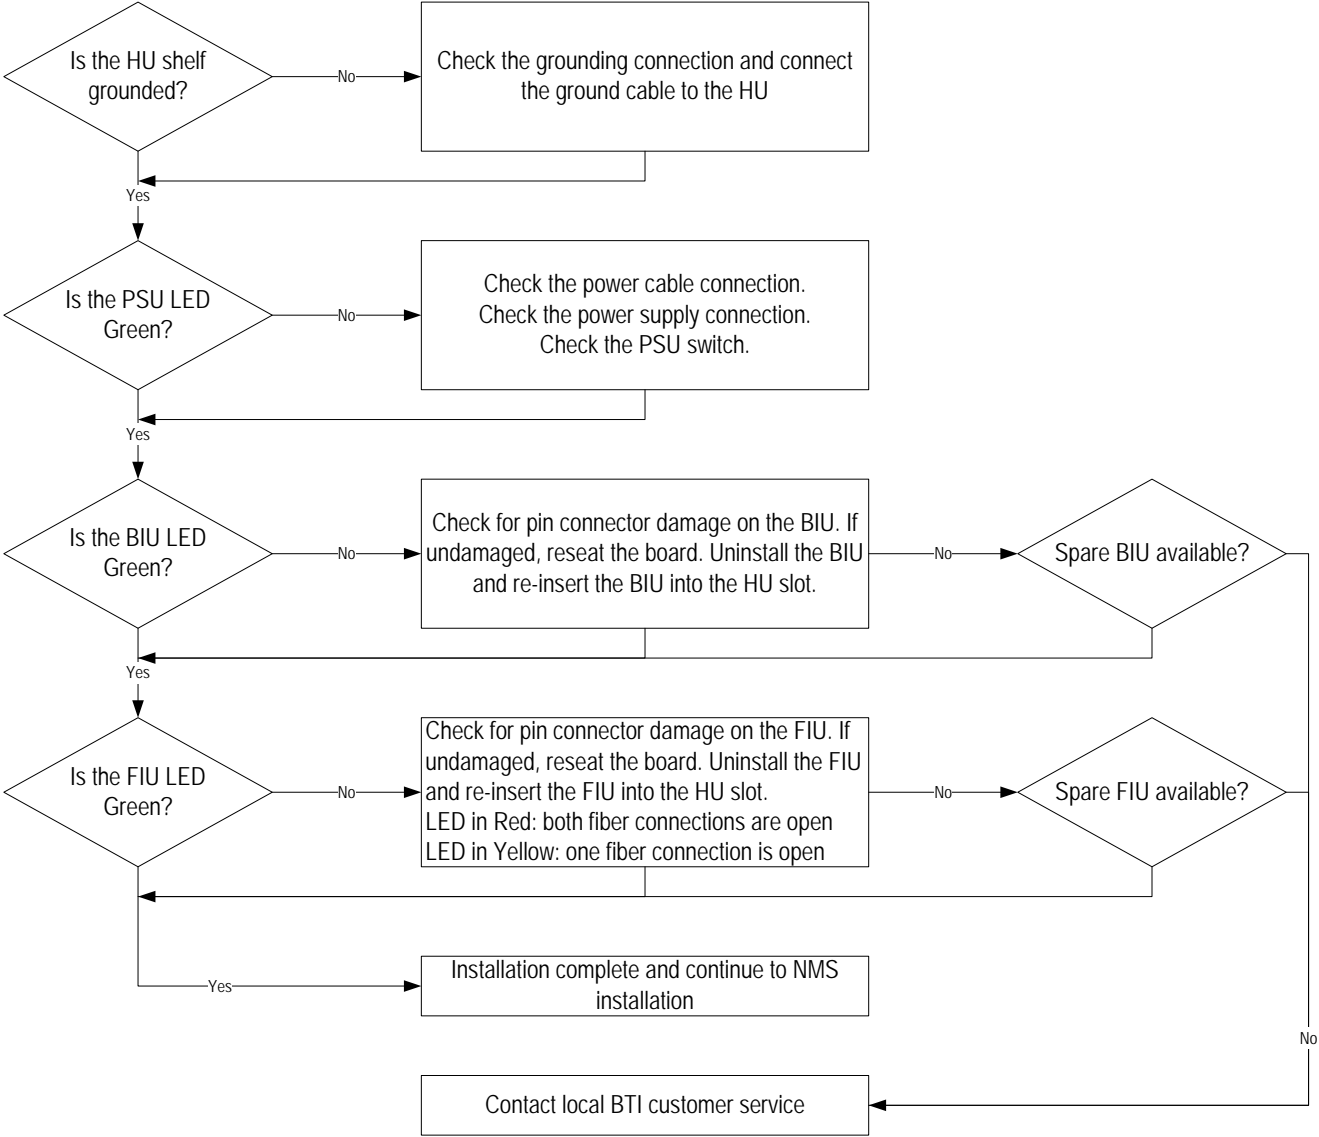 Is the HU shelf
grounded?
No
Check the grounding connection and connect
the ground cable to the HU
Yes
Is the PSU LED
Green?
No
Check the power cable connection.
Check the power supply connection.
Check the PSU switch.
Yes
Is the BIU LED
Green?
No
Check for pin connector damage on the BIU. If
undamaged, reseat the board. Uninstall the BIU
and re-insert the BIU into the HU slot.
No
Spare BIU available?
Yes
Is the FIU LED
Green?
No
Check for pin connector damage on the FIU. If
undamaged, reseat the board. Uninstall the FIU
and re-insert the FIU into the HU slot.
LED in Red: both fiber connections are open
LED in Yellow: one fiber connection is open
No
Spare FIU available?
Yes
Installation complete and continue to NMS
installation
No
Contact local BTI customer service